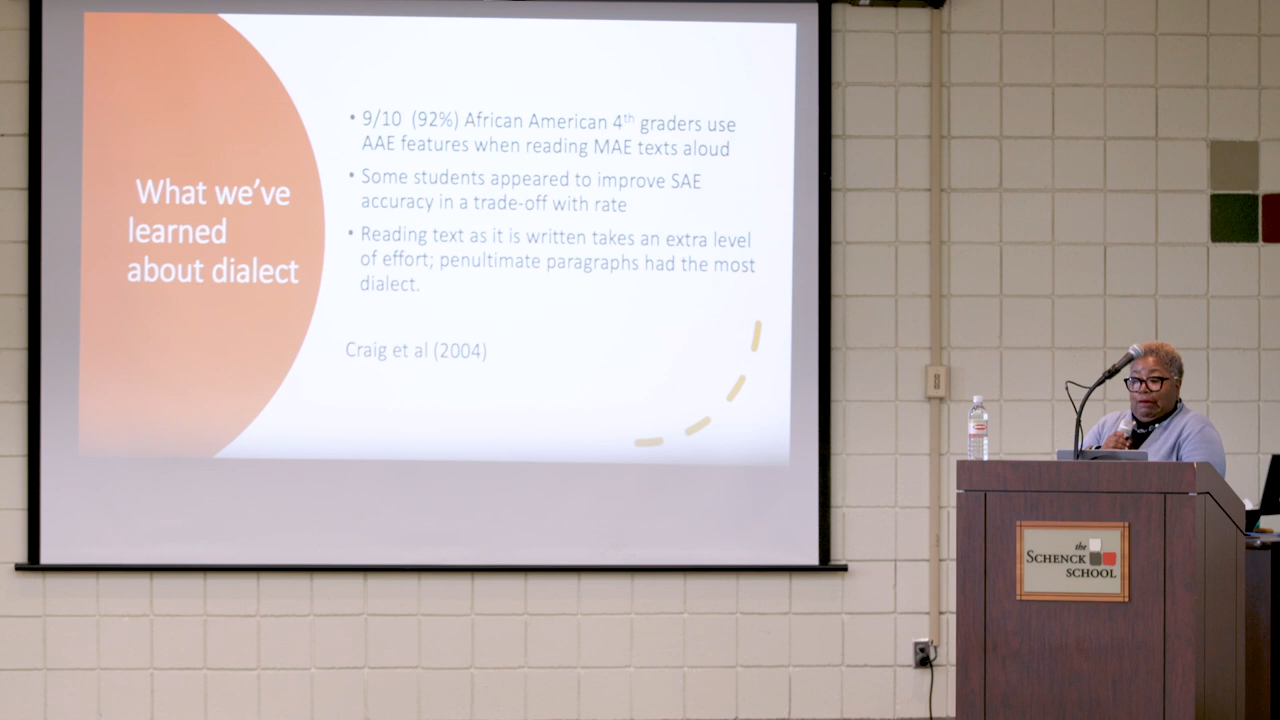 What we've
learned
about dialect
• 9/10 (92%) African American 4th graders use
AAE features when reading MAE texts aloud
• Some students appeared to improve SAE
accuracy in a trade-off with rate
• Reading text as it is written takes an extra level
of effort; penultimate paragraphs had the most
dialect.
Craig et al (2004)
the
SCHENCK
SCHOOL